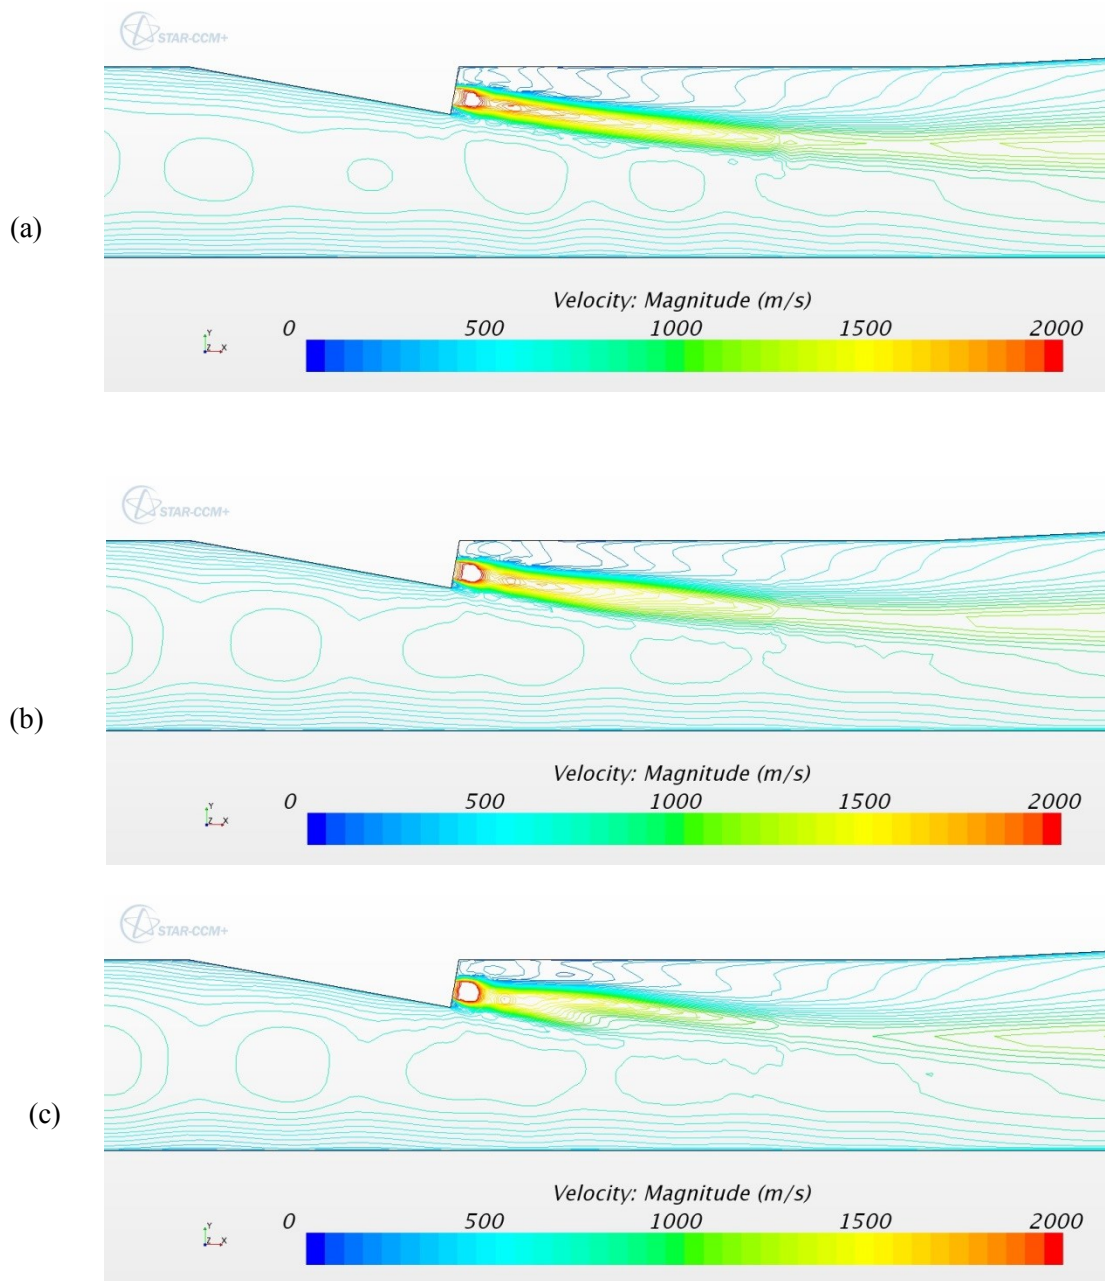 STAR-CCM+
(a)
Velocity: Magnitude (m/s)
0 500 1000 1500 2000
Y
Z X
STAR-CCM+
(b)
Velocity: Magnitude (m/s)
0 500 1000 1500 2000
Y
Z X
STAR-CCM+
(c)
Velocity: Magnitude (m/s)
0 500 1000 1500 2000
Y
Z X